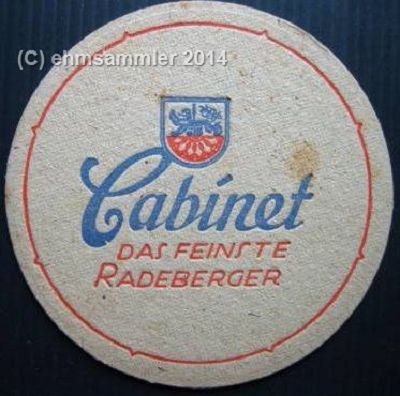 (C) ehmsammler 2014
Cabinet
DAS FEINSTE
RADEBERGER